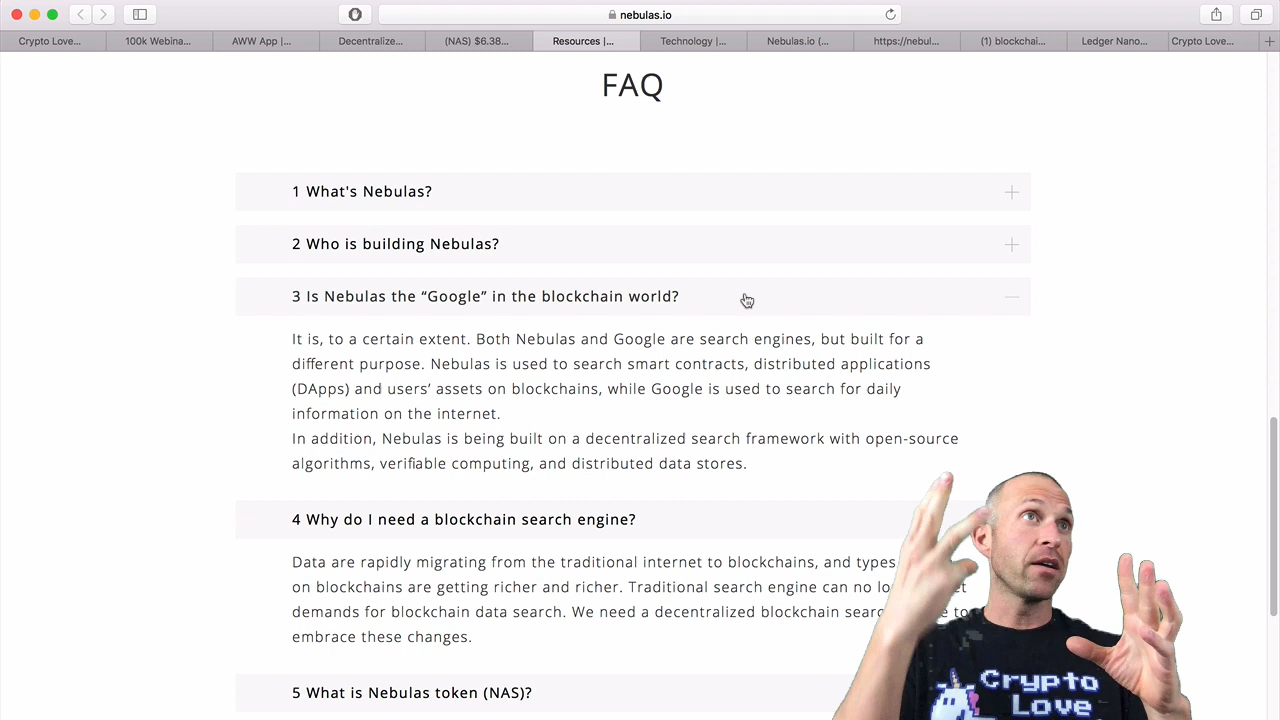 nebulas.io
Crypto Love...
100k Webina...
AWW App |...
Decentralize...
(NAS) $6.38...
Resources |...
Technology |...
Nebulas.io (...
https://nebul...
(1) blockchai...
Ledger Nano...
Crypto Love...
FAQ
1 What's Nebulas?
2 Who is building Nebulas?
3 Is Nebulas the “Google” in the blockchain world?
It is, to a certain extent. Both Nebulas and Google are search engines, but built for a
different purpose. Nebulas is used to search smart contracts, distributed applications
(DApps) and users’ assets on blockchains, while Google is used to search for daily
information on the internet.
In addition, Nebulas is being built on a decentralized search framework with open-source
algorithms, verifiable computing, and distributed data stores.
4 Why do I need a blockchain search engine?
Data are rapidly migrating from the traditional internet to blockchains, and types
on blockchains are getting richer and richer. Traditional search engine can no
demands for blockchain data search. We need a decentralized blockchain to
embrace these changes.
5 What is Nebulas token (NAS)?
Crypto
Love